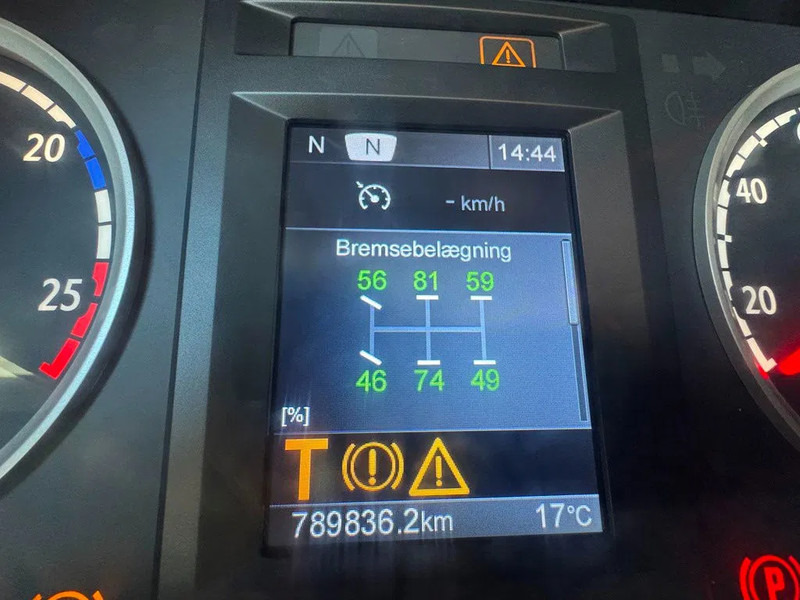 N N 14:44
- km/h
Bremsebelægning
56 81 59
46 74 49
[%]
T
789836.2km 17°C
20
25
40
20
P